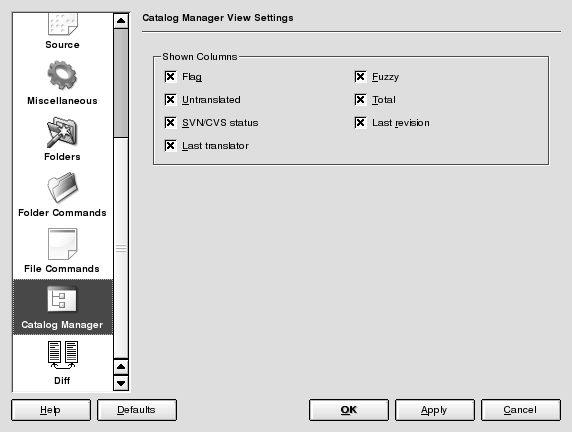 Source
Miscellaneous
Folders
Folder Commands
File Commands
Catalog Manager
Diff
Catalog Manager View Settings
Shown Columns
Flag
Fuzzy
Untranslated
Total
SVN/CVS status
Last revision
Last translator
Help
Defaults
OK
Apply
Cancel